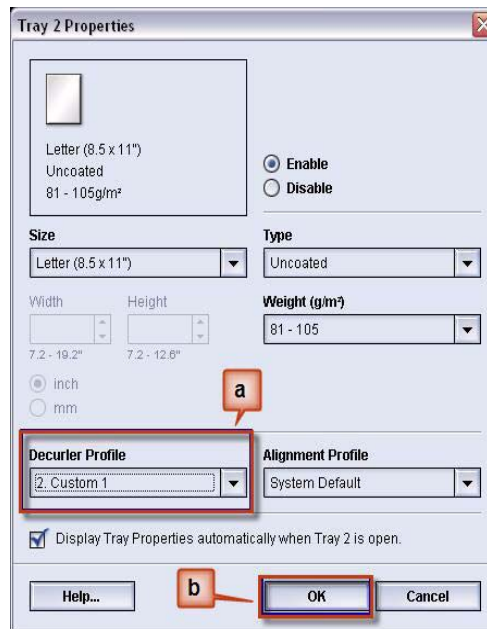 Tray 2 Properties
Letter (8.5 x 11")
Uncoated
81 - 105g/m²
Enable
Disable
Size
Type
Letter (8.5 x 11")
Uncoated
Width
Height
Weight (g/m²)
81 - 105
7.2 - 19.2"
7.2 - 12.6"
inch
mm
a
Decurler Profile
Alignment Profile
2. Custom 1
System Default
Display Tray Properties automatically when Tray 2 is open.
Help...
b
OK
Cancel